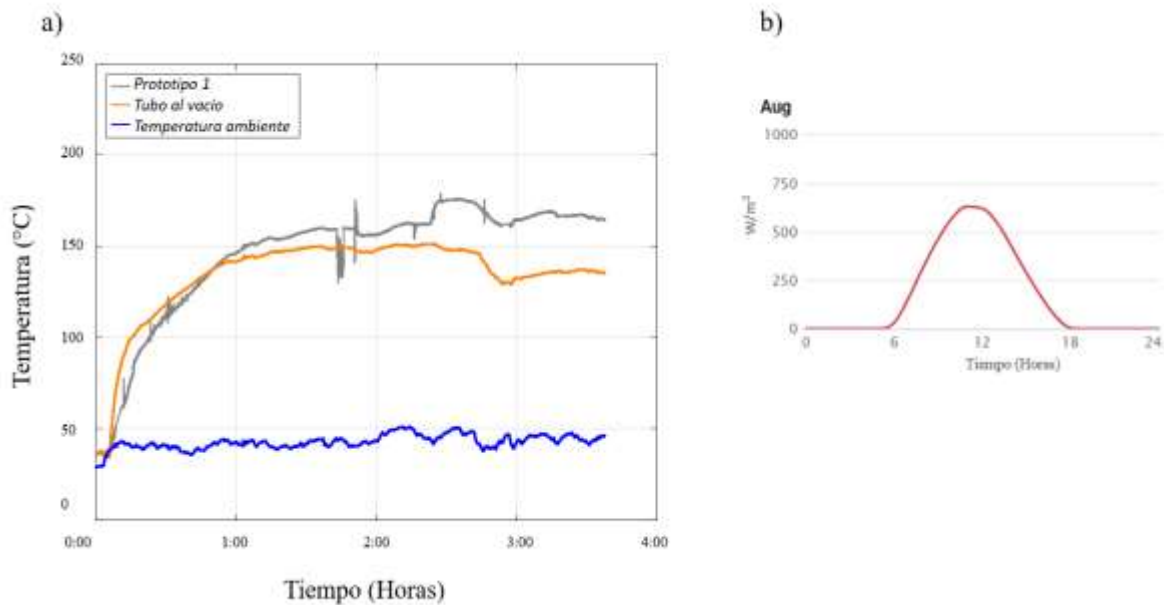 a)
250
200
150
100
50
0
Temperatura (°C)
Prototipo 1
Tubo al vacio
Temperatura ambiente
0:00 1:00 2:00 3:00 4:00
Tiempo (Horas)
b)
Aug
1000
750
500
250
0
W/m²
0 6 12 18 24
Tiampo (Horas)